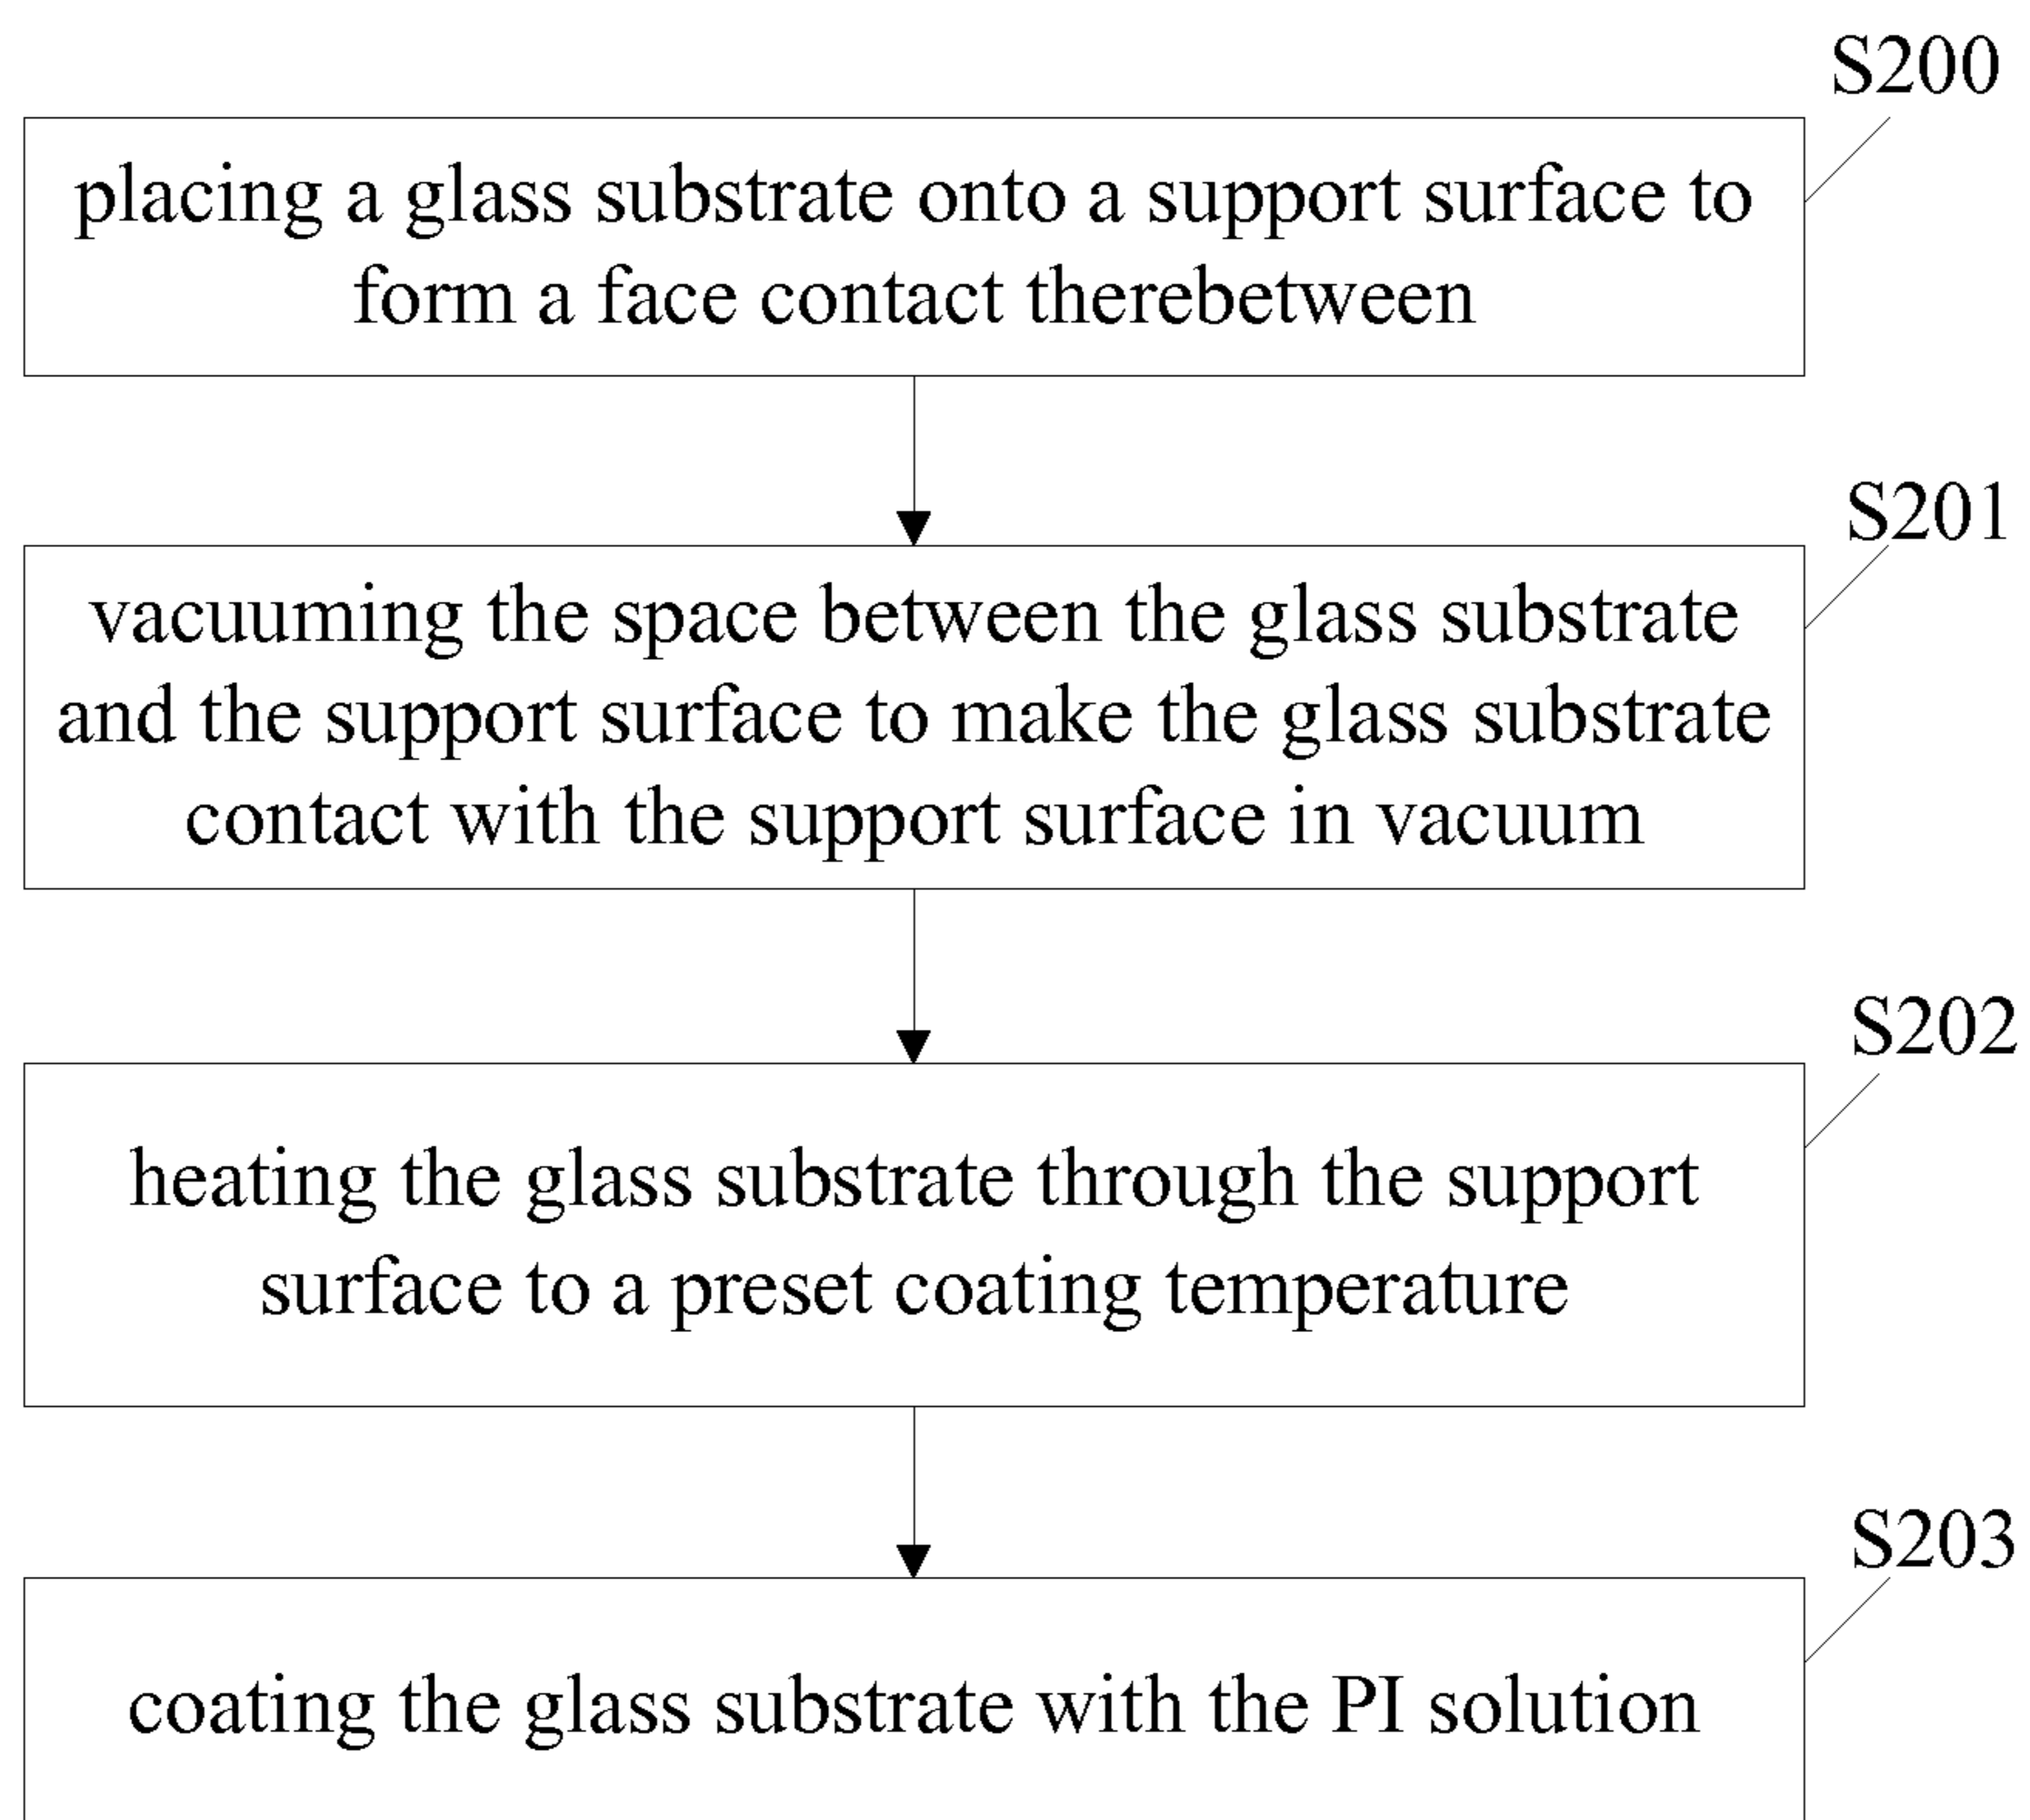 S200
placing a glass substrate onto a support surface to
form a face contact therebetween
S201
vacuuming the space between the glass substrate
and the support surface to make the glass substrate
contact with the support surface in vacuum
S202
heating the glass substrate through the support
surface to a preset coating temperature
S203
coating the glass substrate with the PI solution